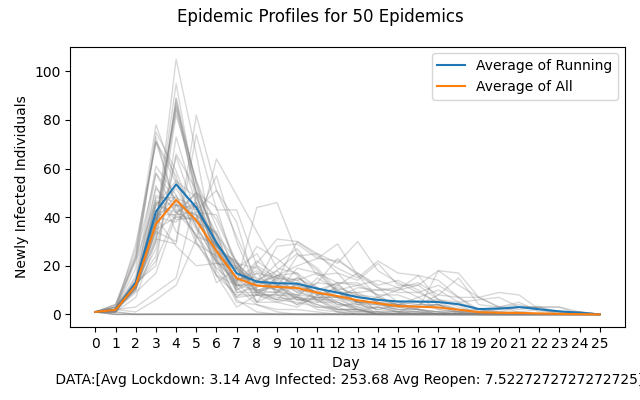 Epidemic Profiles for 50 Epidemics
Average of Running
Average of All
Newly Infected Individuals
100
80
60
40
20
0
0 1 2 3 4 5 6 7 8 9 10 11 12 13 14 15 16 17 18 19 20 21 22 23 24 25
Day
DATA:[Avg Lockdown: 3.14 Avg Infected: 253.68 Avg Reopen: 7.5227272727272725]